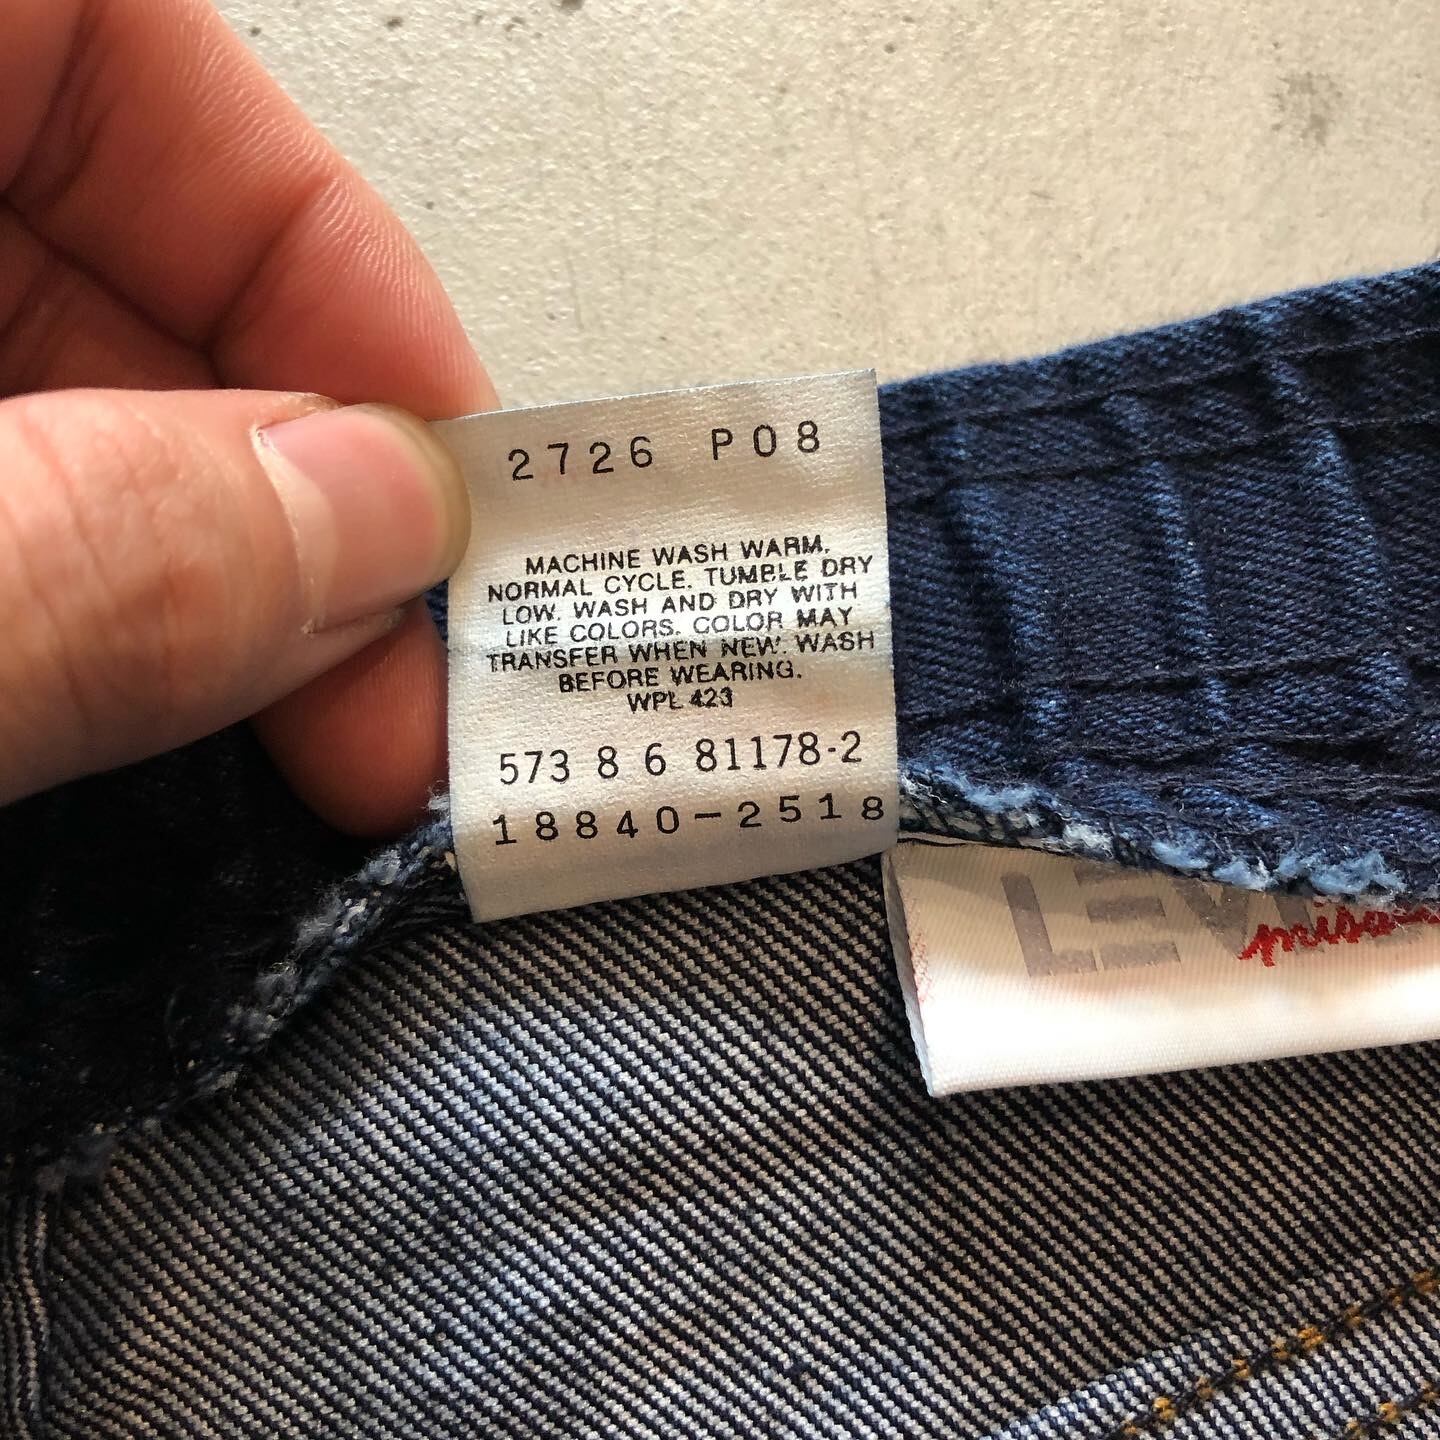 2726 P08
MACHINE WASH WARM,
NORMAL CYCLE. TUMBLE DRY
LOW. WASH AND DRY WITH
LIKE COLORS. COLOR MAY
TRANSFER WHEN NEW. WASH
BEFORE WEARING.
WPL 423
573 8 6 81178-2
18840-2518